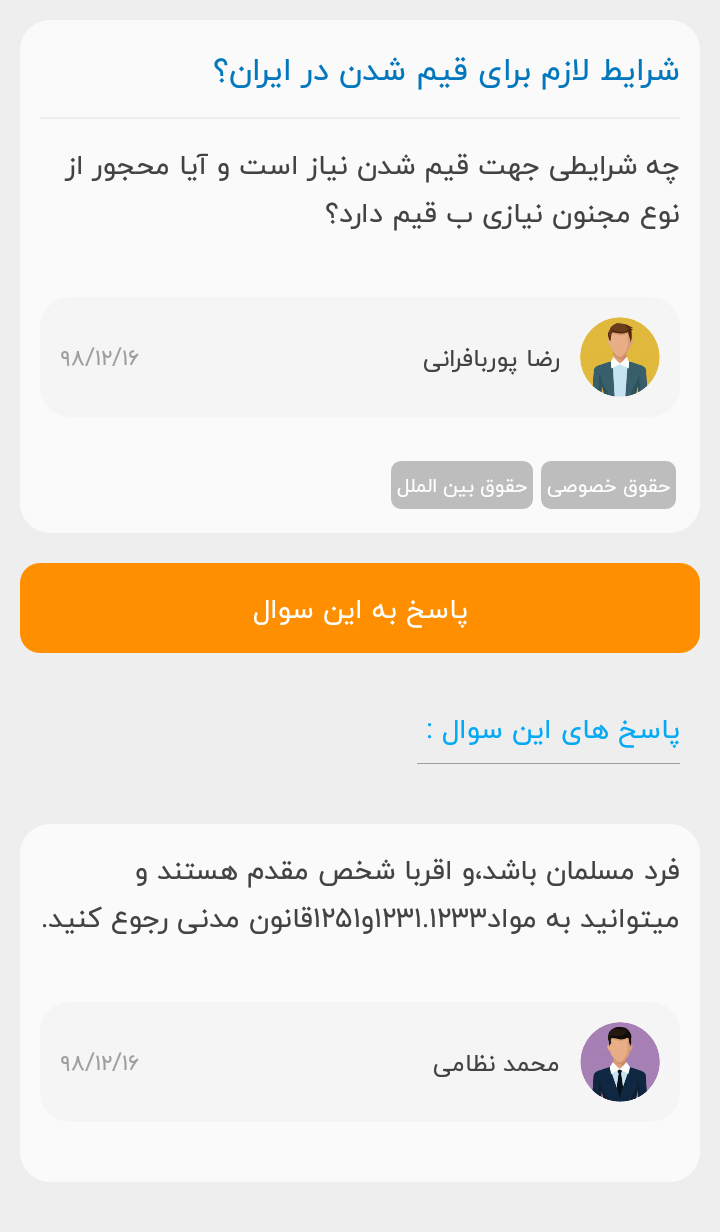 شرایط لازم برای قیم شدن در ایران؟
چه شرایطی جهت قیم شدن نیاز است و آیا محجور از
نوع مجنون نیازی ب قیم دارد؟
رضا پوربافرانی
۹۸/۱۲/۱۶
حقوق خصوصی
حقوق بین الملل
پاسخ به این سوال
پاسخ های این سوال :
فرد مسلمان باشد،و اقربا شخص مقدم هستند و
میتوانید به مواد۱۲۳۱.۱۲۳۳و۱۲۵۱قانون مدنی رجوع کنید.
محمد نظامی
۹۸/۱۲/۱۶